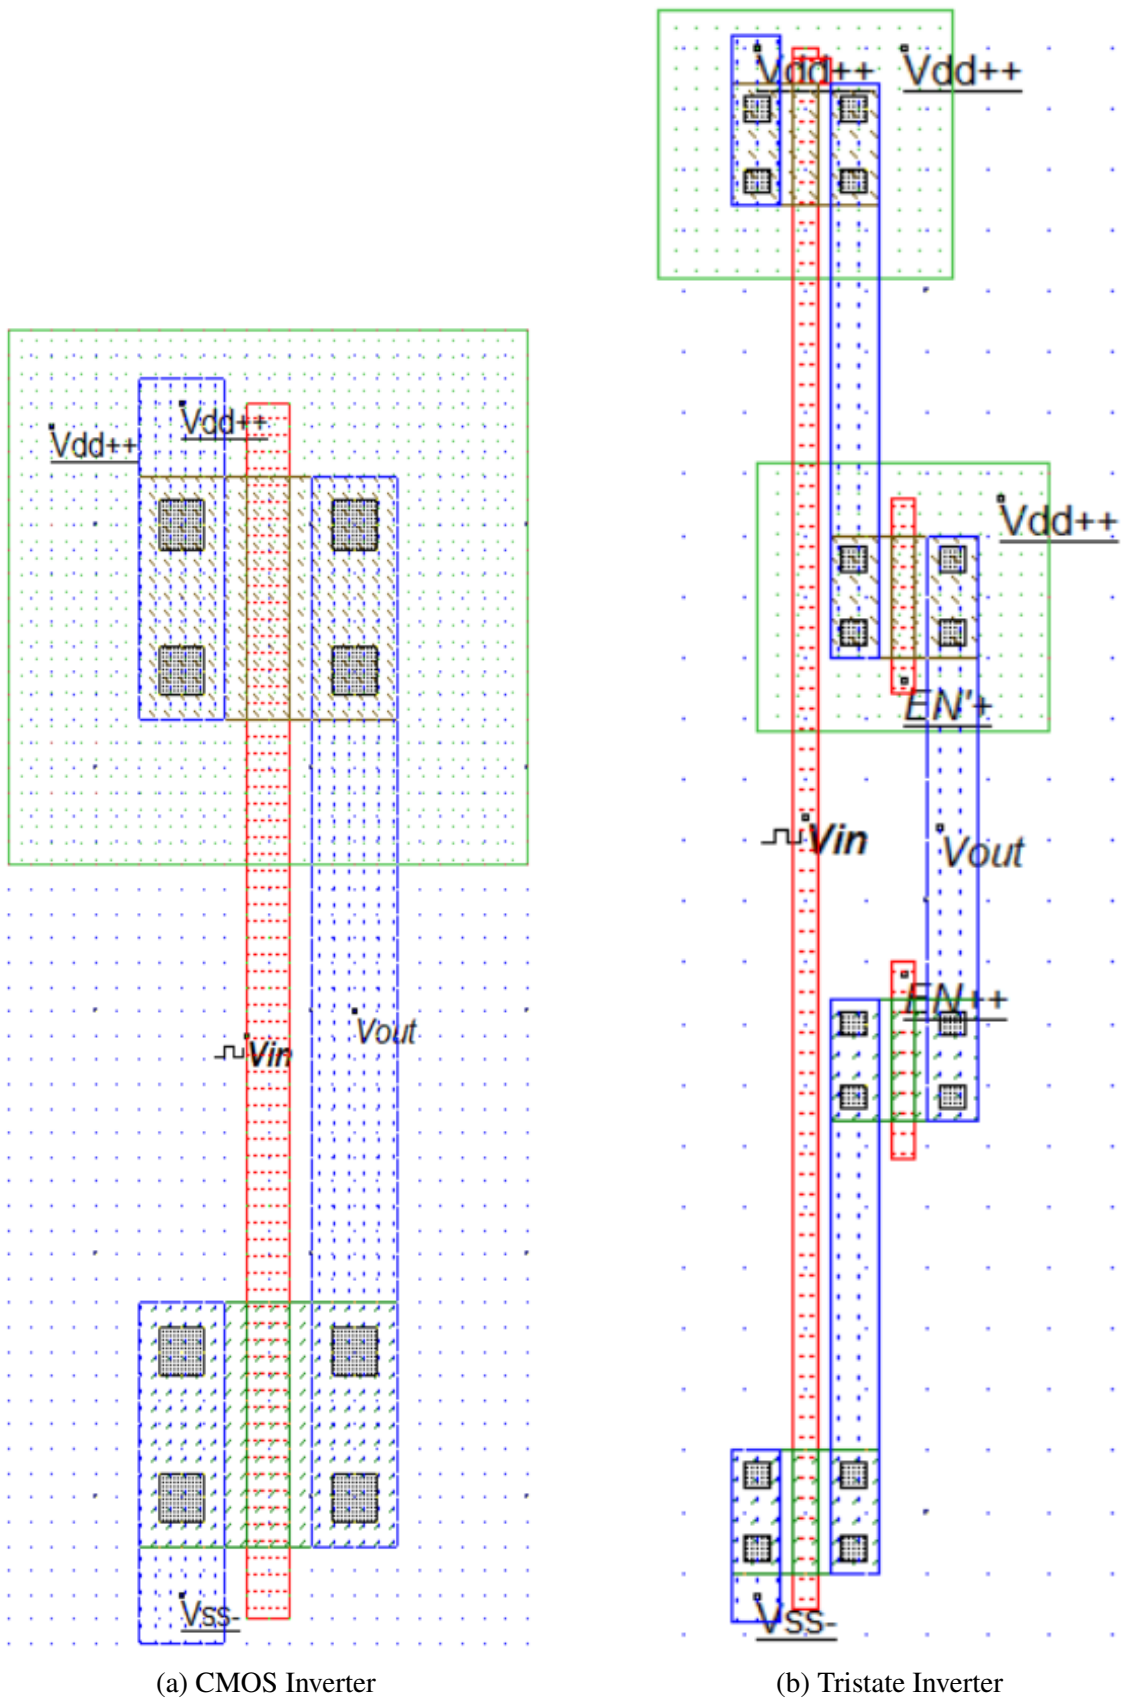 Vdd++
Vdd++
Vin
Vout
Vss-
(a) CMOS Inverter
Vdd++
Vdd++
Vdd++
EN'+
Vin
Vout
EN++
Vss-
(b) Tristate Inverter